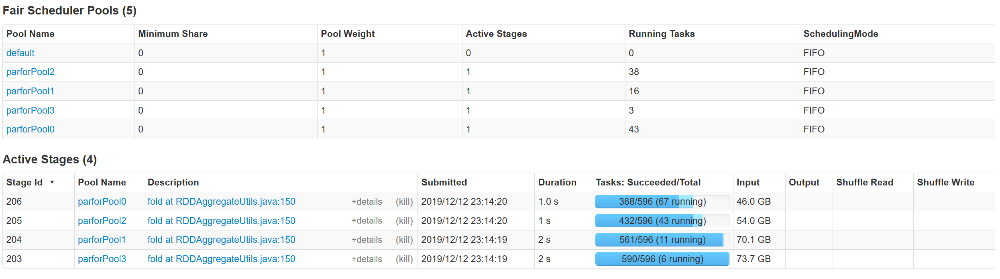 Fair Scheduler Pools (5)
Pool Name Minimum Share Pool Weight Active Stages Running Tasks SchedulingMode
default 0 1 0 0 FIFO
parforPool2 0 1 1 38 FIFO
parforPool1 0 1 1 16 FIFO
parforPool3 0 1 1 3 FIFO
parforPool0 0 1 1 43 FIFO
Active Stages (4)
Stage Id ▾ Pool Name Description Submitted Duration Tasks: Succeeded/Total Input Output Shuffle Read Shuffle Write
206 parforPool0 fold at RDDAggregateUtils.java:150 +details (kill) 2019/12/12 23:14:20 1.0 s 368/596 (67 running) 46.0 GB
205 parforPool2 fold at RDDAggregateUtils.java:150 +details (kill) 2019/12/12 23:14:20 1 s 432/596 (43 running) 54.0 GB
204 parforPool1 fold at RDDAggregateUtils.java:150 +details (kill) 2019/12/12 23:14:19 2 s 561/596 (11 running) 70.1 GB
203 parforPool3 fold at RDDAggregateUtils.java:150 +details (kill) 2019/12/12 23:14:19 2 s 590/596 (6 running) 73.7 GB